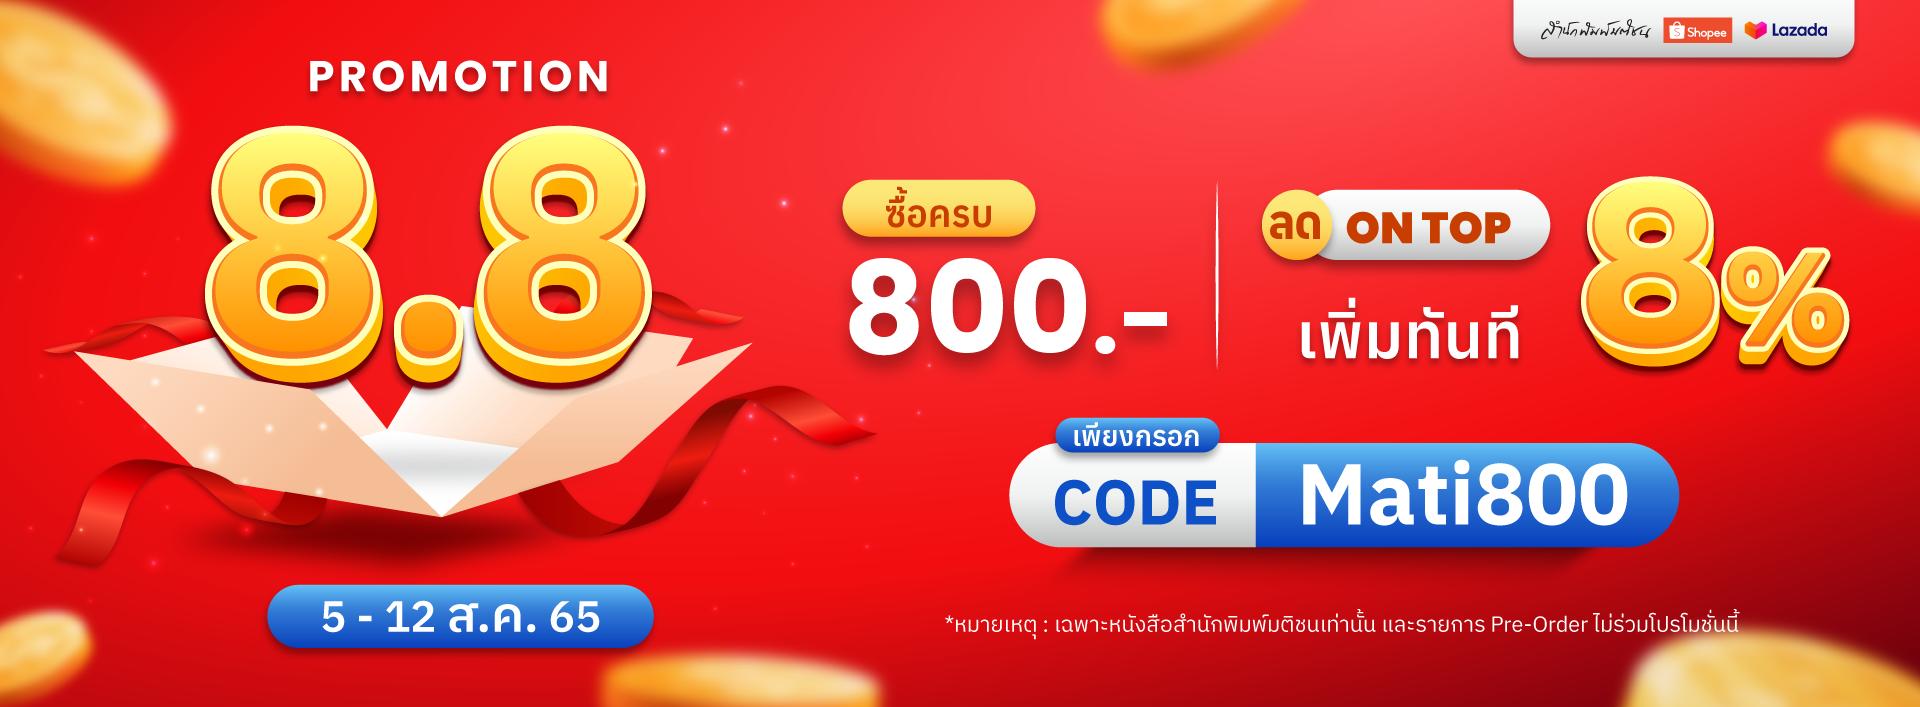 สำนักพิมพ์มติชน Shopee Lazada
PROMOTION
8.8
5 - 12 ส.ค. 65
ซื้อครบ
800.-
ลด ON TOP
เพิ่มทันที
8%
เพียงกรอก
CODE Mati800
*หมายเหตุ : เฉพาะหนังสือสำนักพิมพ์มติชนเท่านั้น และรายการ Pre-Order ไม่ร่วมโปรโมชั่นนี้